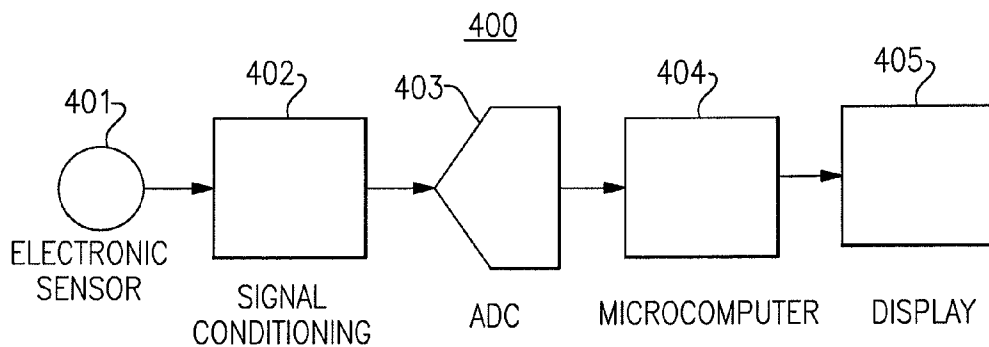 400
401
402
403
404
405
ELECTRONIC
SENSOR
SIGNAL
CONDITIONING
ADC
MICROCOMPUTER
DISPLAY